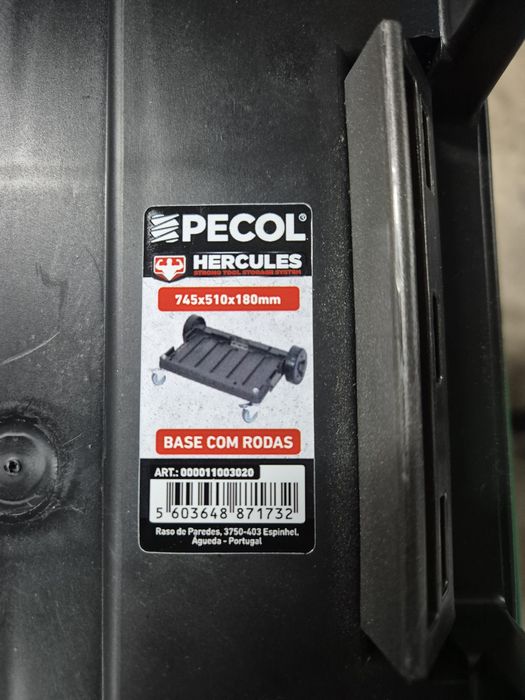 PECOL®
HERCULES
STRONG TOOL STORAGE SYSTEM
745x510x180mm
BASE COM RODAS
ART.: 000011003020
5 603648 871732
Raso de Paredes, 3750-403 Espinhel,
Águeda - Portugal